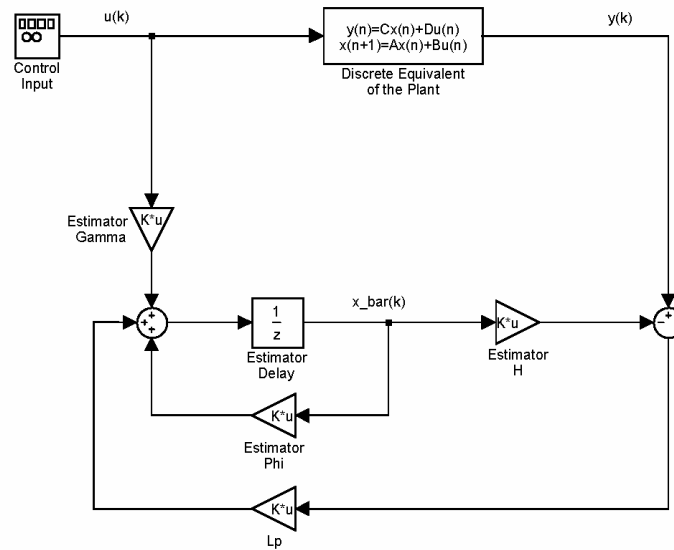 u(k)
y(k)
y(n)=Cx(n)+Du(n)
x(n+1)=Ax(n)+Bu(n)
Control
Input
Discrete Equivalent
of the Plant
Estimator
Gamma
K*u
x_bar(k)
1
z
K*u
Estimator
Delay
Estimator
H
K*u
Estimator
Phi
K*u
Lp